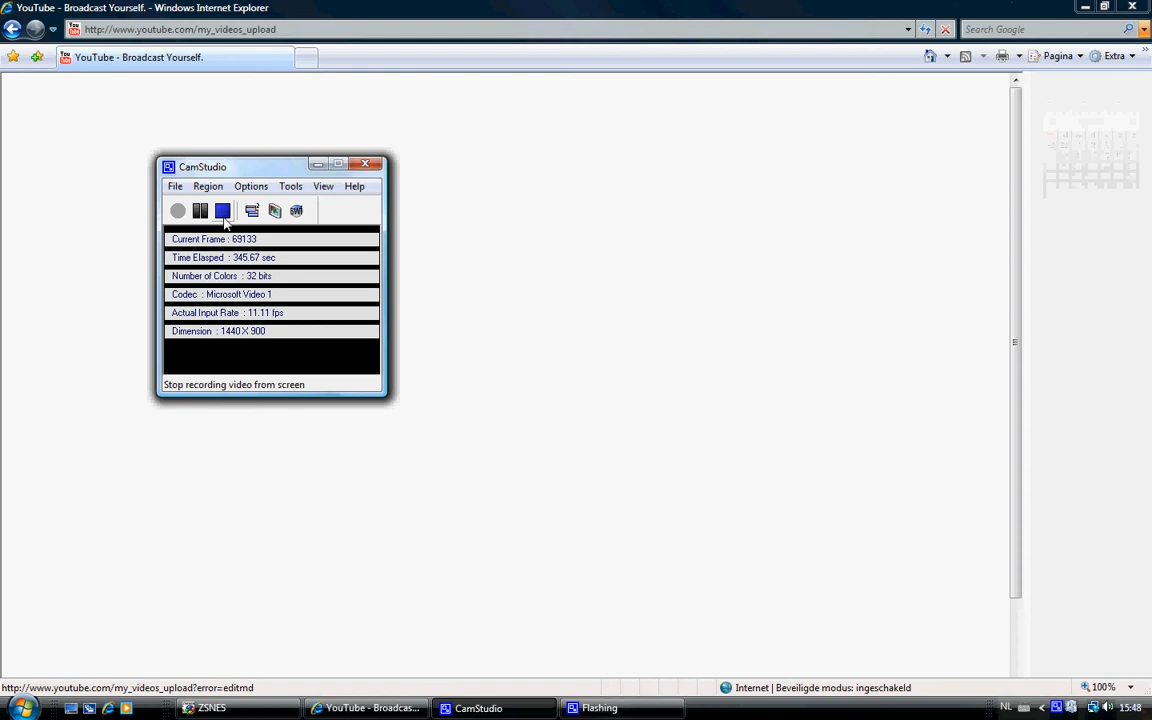 YouTube - Broadcast Yourself. - Windows Internet Explorer
http://www.youtube.com/my_videos_upload
Search Google
YouTube - Broadcast Yourself.
Pagina
Extra
CamStudio
File Region Options Tools View Help
Current Frame : 69133
Time Elasped : 345.67 sec
Number of Colors : 32 bits
Codec : Microsoft Video 1
Actual Input Rate : 11.11 fps
Dimension : 1440 X 900
Stop recording video from screen
http://www.youtube.com/my_videos_upload?error=editmd
Internet | Beveiligde modus: ingeschakeld
100%
ZSNES
YouTube - Broadcas...
CamStudio
Flashing
NL
15:48